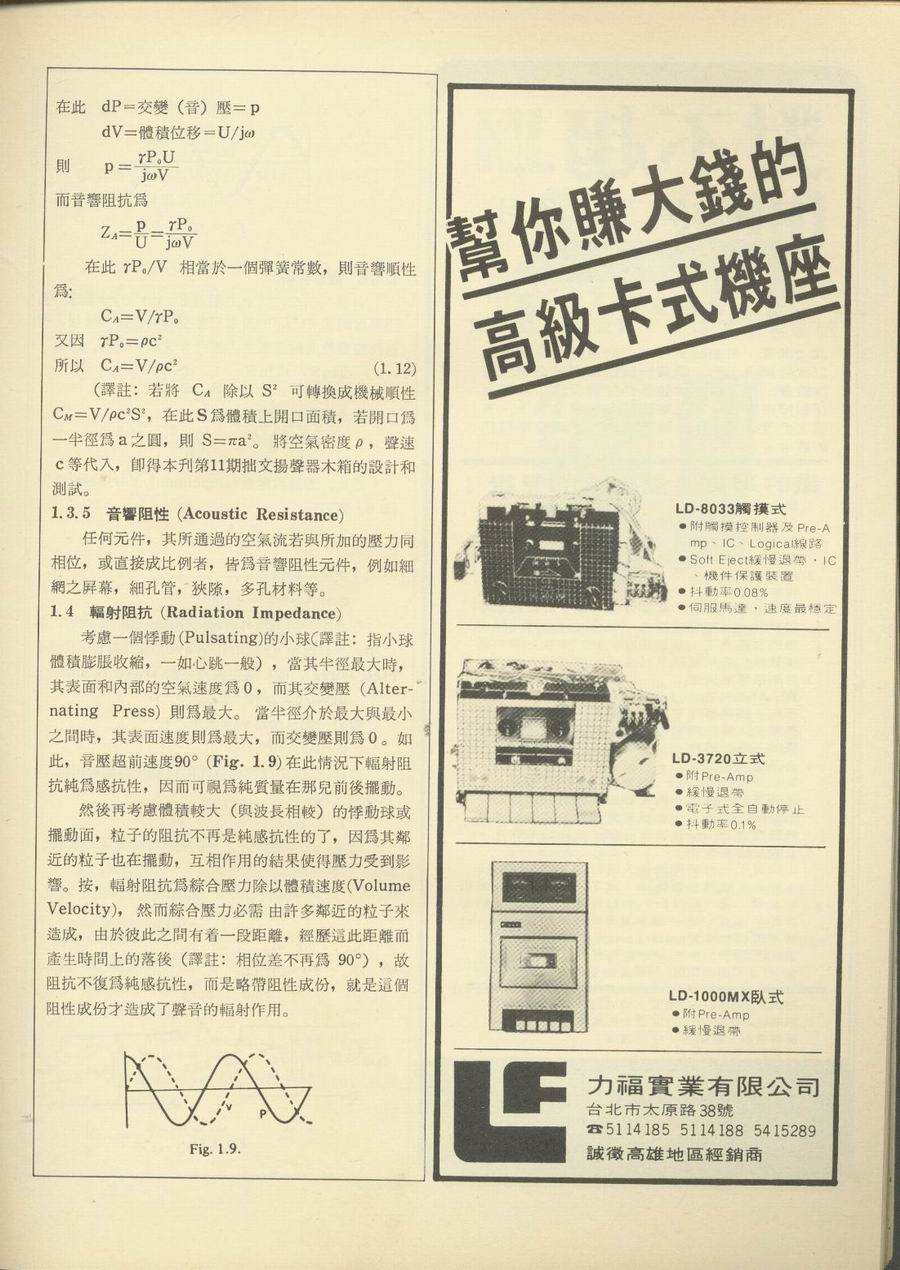 在此 dP=交變(音)壓=p
dV=體積位移=U/jω
則 p=γP₀U/jωV
而音響阻抗爲
Z_A=p/U=γP₀/jωV
在此 γP₀/V 相當於一個彈簧常數，則音響順性
爲:
C_A=V/γP₀
又因 γP₀=ρc²
所以 C_A=V/ρc² (1.12)
(譯註：若將 C_A 除以 S² 可轉換成機械順性
C_M=V/ρc²S²，在此S爲體積上開口面積，若開口爲
一半徑爲a之圓，則 S=πa²。將空氣密度ρ，聲速
c等代入，卽得本刊第11期拙文揚聲器木箱的設計和
測試。
1.3.5 音響阻性 (Acoustic Resistance)
任何元件，其所通過的空氣流若與所加的壓力同
相位，或直接成比例者，皆爲音響阻性元件，例如細
網之屏幕，細孔管，狹隙，多孔材料等。
1.4 輻射阻抗 (Radiation Impedance)
考慮一個悸動(Pulsating)的小球(譯註：指小球
體積膨脹收縮，一如心跳一般)，當其半徑最大時，
其表面和內部的空氣速度爲0，而其交變壓 (Alter-
nating Press) 則爲最大。當半徑介於最大與最小
之間時，其表面速度則爲最大，而交變壓則爲0。如
此，音壓超前速度90° (Fig. 1.9)在此情況下輻射阻
抗純爲感抗性，因而可視爲純質量在那兒前後擺動。
然後再考慮體積較大（與波長相較）的悸動球或
擺動面，粒子的阻抗不再是純感抗性的了，因爲其鄰
近的粒子也在擺動，互相作用的結果使得壓力受到影
響。按，輻射阻抗爲綜合壓力除以體積速度(Volume
Velocity)，然而綜合壓力必需由許多鄰近的粒子來
造成，由於彼此之間有着一段距離，經歷這此距離而
產生時間上的落後（譯註：相位差不再爲 90°），故
阻抗不復爲純感抗性，而是略帶阻性成份，就是這個
阻性成份才造成了聲音的輻射作用。
v p
Fig. 1.9.
幫你賺大錢的
高級卡式機座
LD-8033觸摸式
●附觸摸控制器及Pre-A
mp、IC、Logical線路
●Soft Eject緩慢退帶，IC
、機件保護裝置
●抖動率0.08%
●伺服馬達，速度最穩定
LD-3720立式
●附Pre-Amp
●緩慢退帶
●電子式全自動停止
●抖動率0.1%
LD-1000MX臥式
●附Pre-Amp
●緩慢退帶
LF
力福實業有限公司
台北市太原路38號
☎5114185 5114188 5415289
誠徵高雄地區經銷商